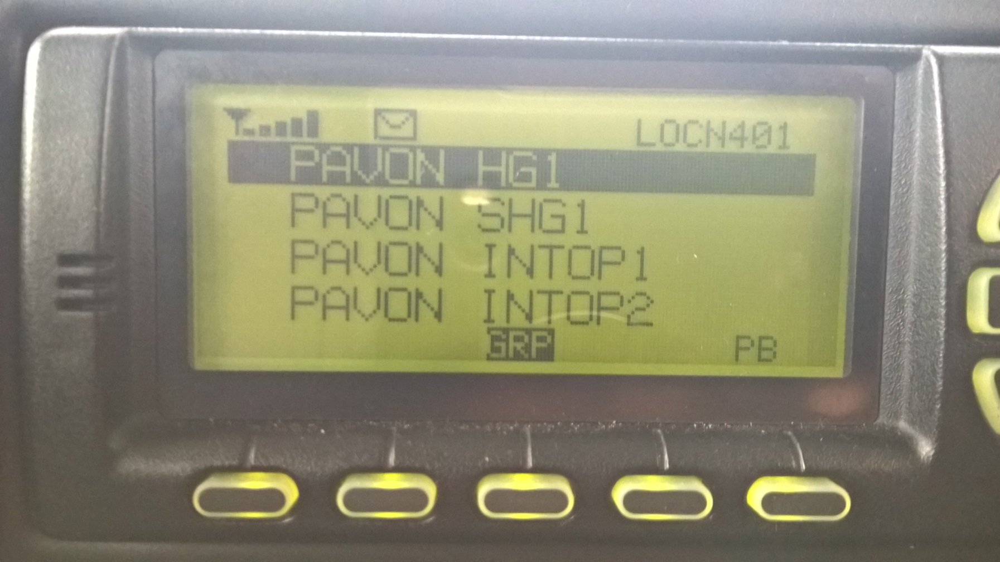 LOCN401
PAVON HG1
PAVON SHG1
PAVON INTOP1
PAVON INTOP2
GRP PB